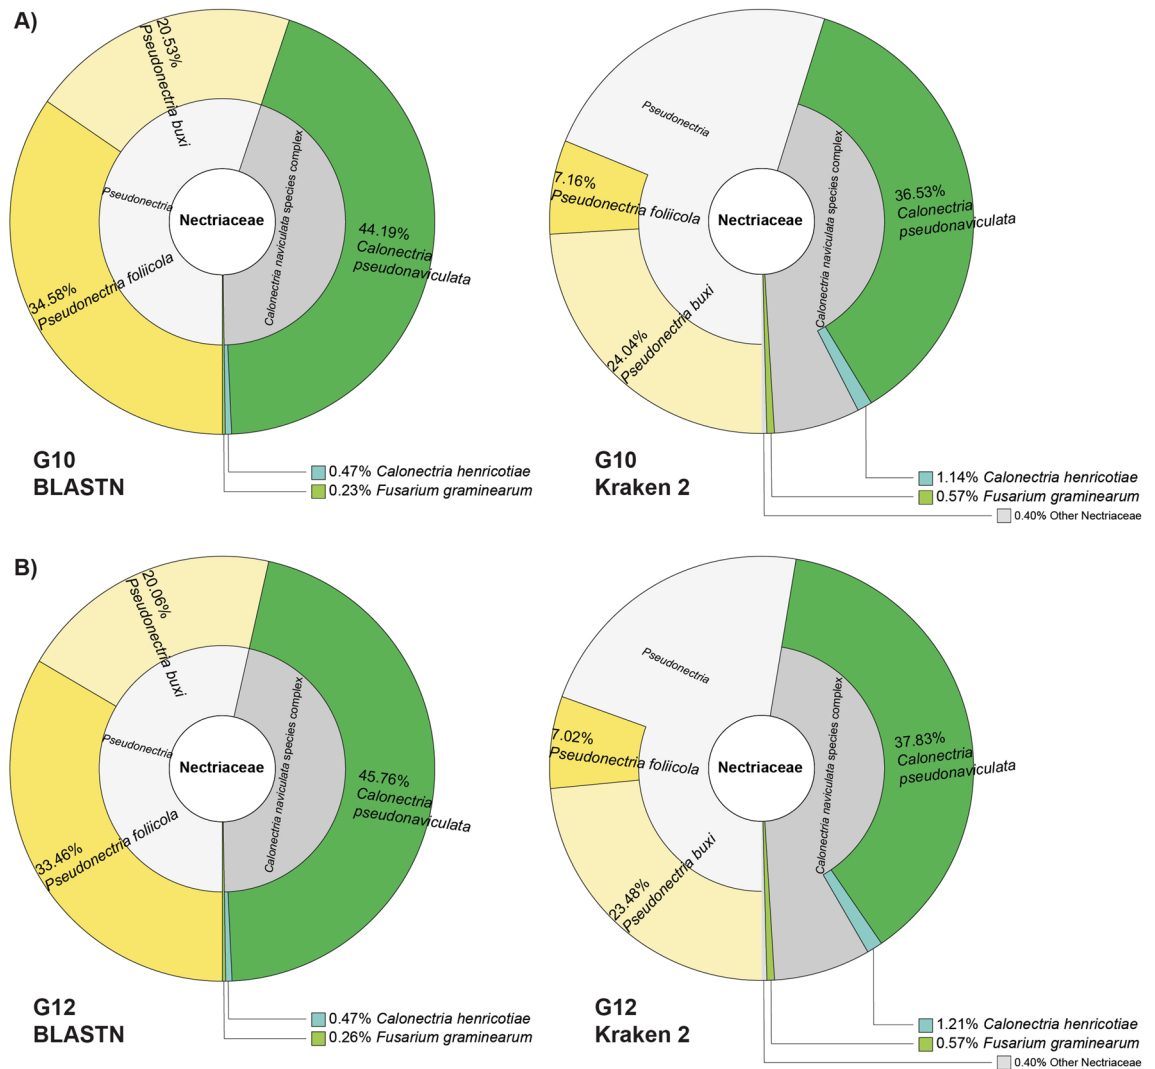 A)
20.53%
Pseudonectria buxi
Pseudonectria
34.58%
Pseudonectria foliicola
Nectriaceae
Calonectria naviculata species complex
44.19%
Calonectria
pseudonaviculata
G10
BLASTN
0.47% Calonectria henricotiae
0.23% Fusarium graminearum
Pseudonectria
7.16%
Pseudonectria foliicola
24.04%
Pseudonectria buxi
Nectriaceae
Calonectria naviculata species complex
36.53%
Calonectria
pseudonaviculata
G10
Kraken 2
1.14% Calonectria henricotiae
0.57% Fusarium graminearum
0.40% Other Nectriaceae
B)
20.06%
Pseudonectria buxi
Pseudonectria
33.46%
Pseudonectria foliicola
Nectriaceae
Calonectria naviculata species complex
45.76%
Calonectria
pseudonaviculata
G12
BLASTN
0.47% Calonectria henricotiae
0.26% Fusarium graminearum
Pseudonectria
7.02%
Pseudonectria foliicola
23.48%
Pseudonectria buxi
Nectriaceae
Calonectria naviculata species complex
37.83%
Calonectria
pseudonaviculata
G12
Kraken 2
1.21% Calonectria henricotiae
0.57% Fusarium graminearum
0.40% Other Nectriaceae